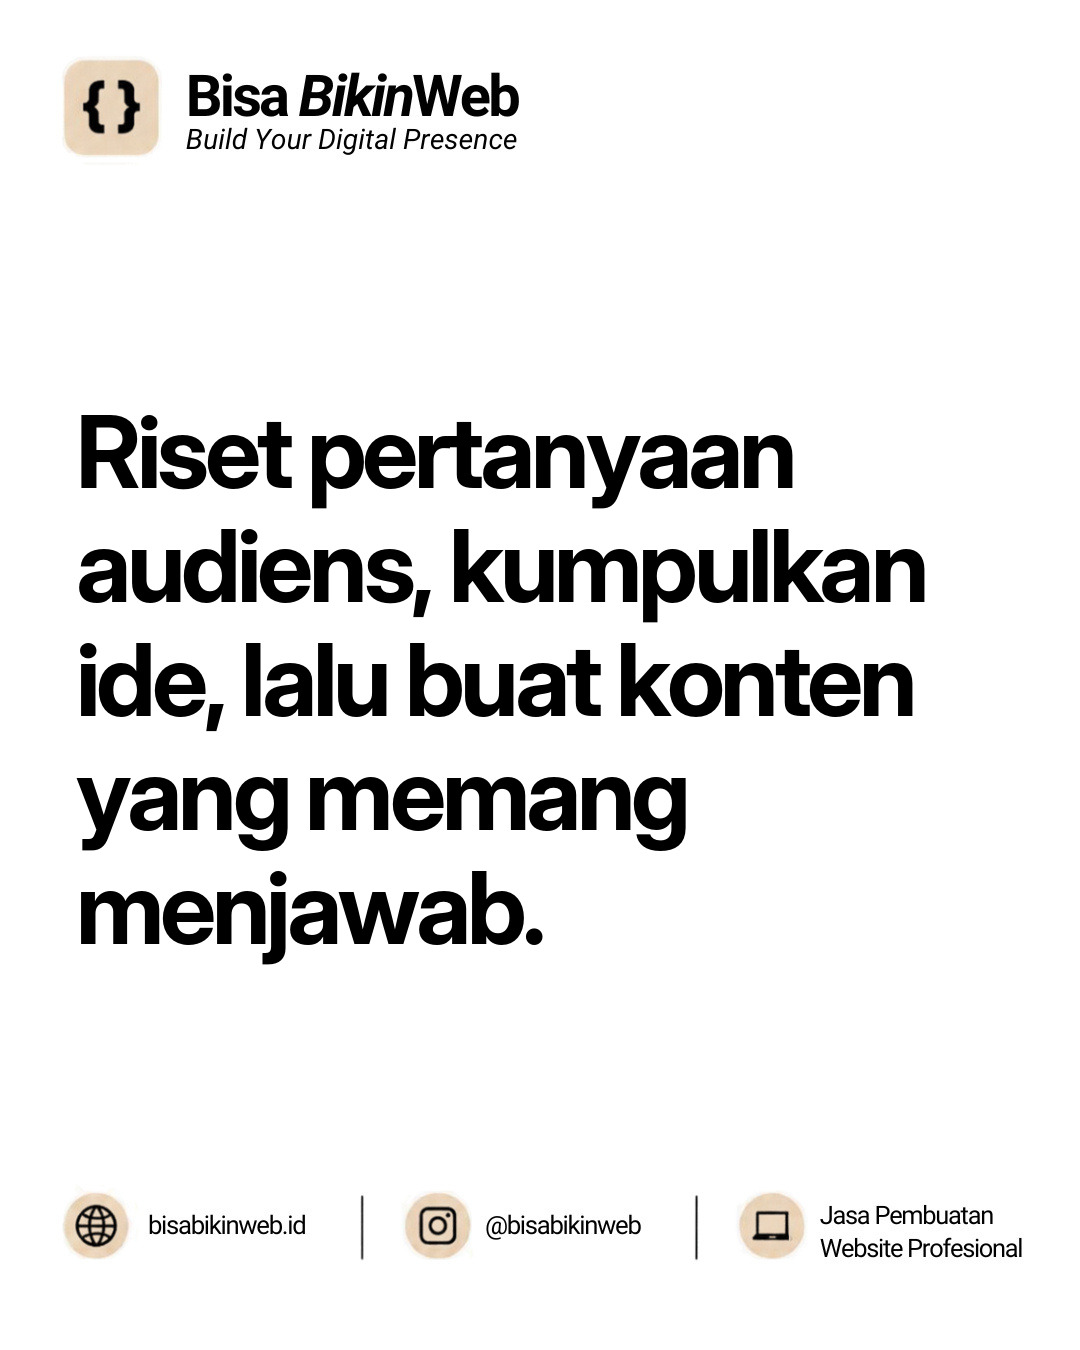 { }
Bisa BikinWeb
Build Your Digital Presence
Riset pertanyaan
audiens, kumpulkan
ide, lalu buat konten
yang memang
menjawab.
bisabikinweb.id
@bisabikinweb
Jasa Pembuatan
Website Profesional